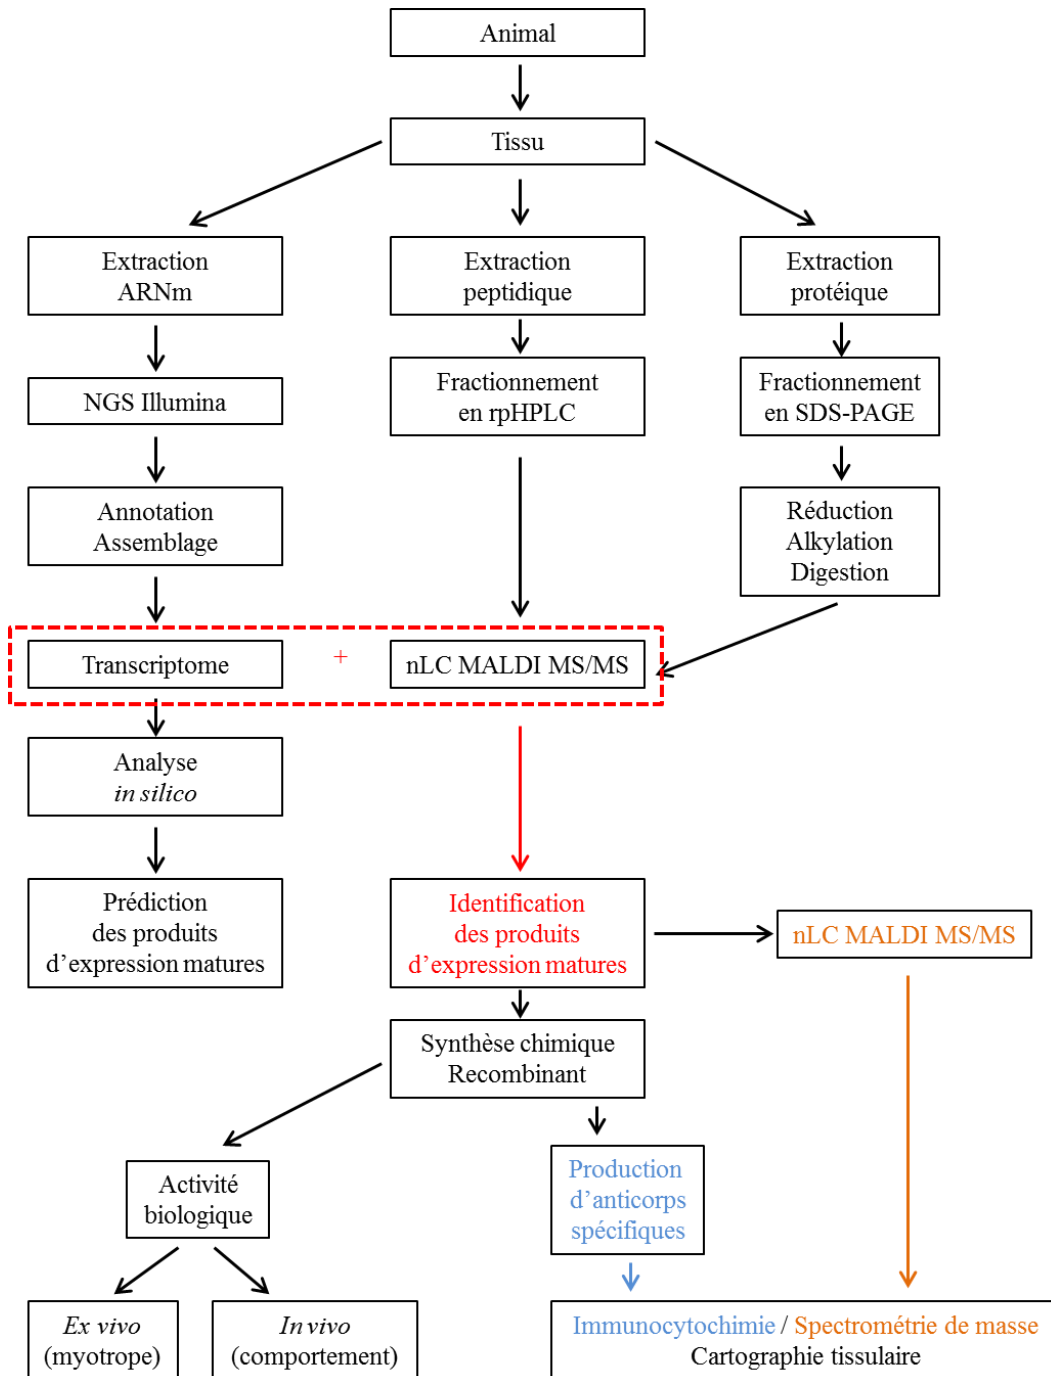 Animal
Tissu
Extraction
ARNm
Extraction
peptidique
Extraction
protéique
NGS Illumina
Fractionnement
en rpHPLC
Fractionnement
en SDS-PAGE
Annotation
Assemblage
Réduction
Alkylation
Digestion
Transcriptome
+
nLC MALDI MS/MS
Analyse
in silico
Prédiction
des produits
d'expression matures
Identification
des produits
d'expression matures
nLC MALDI MS/MS
Synthèse chimique
Recombinant
Activité
biologique
Production
d'anticorps
spécifiques
Ex vivo
(myotrope)
In vivo
(comportement)
Immunocytochimie / Spectrométrie de masse
Cartographie tissulaire